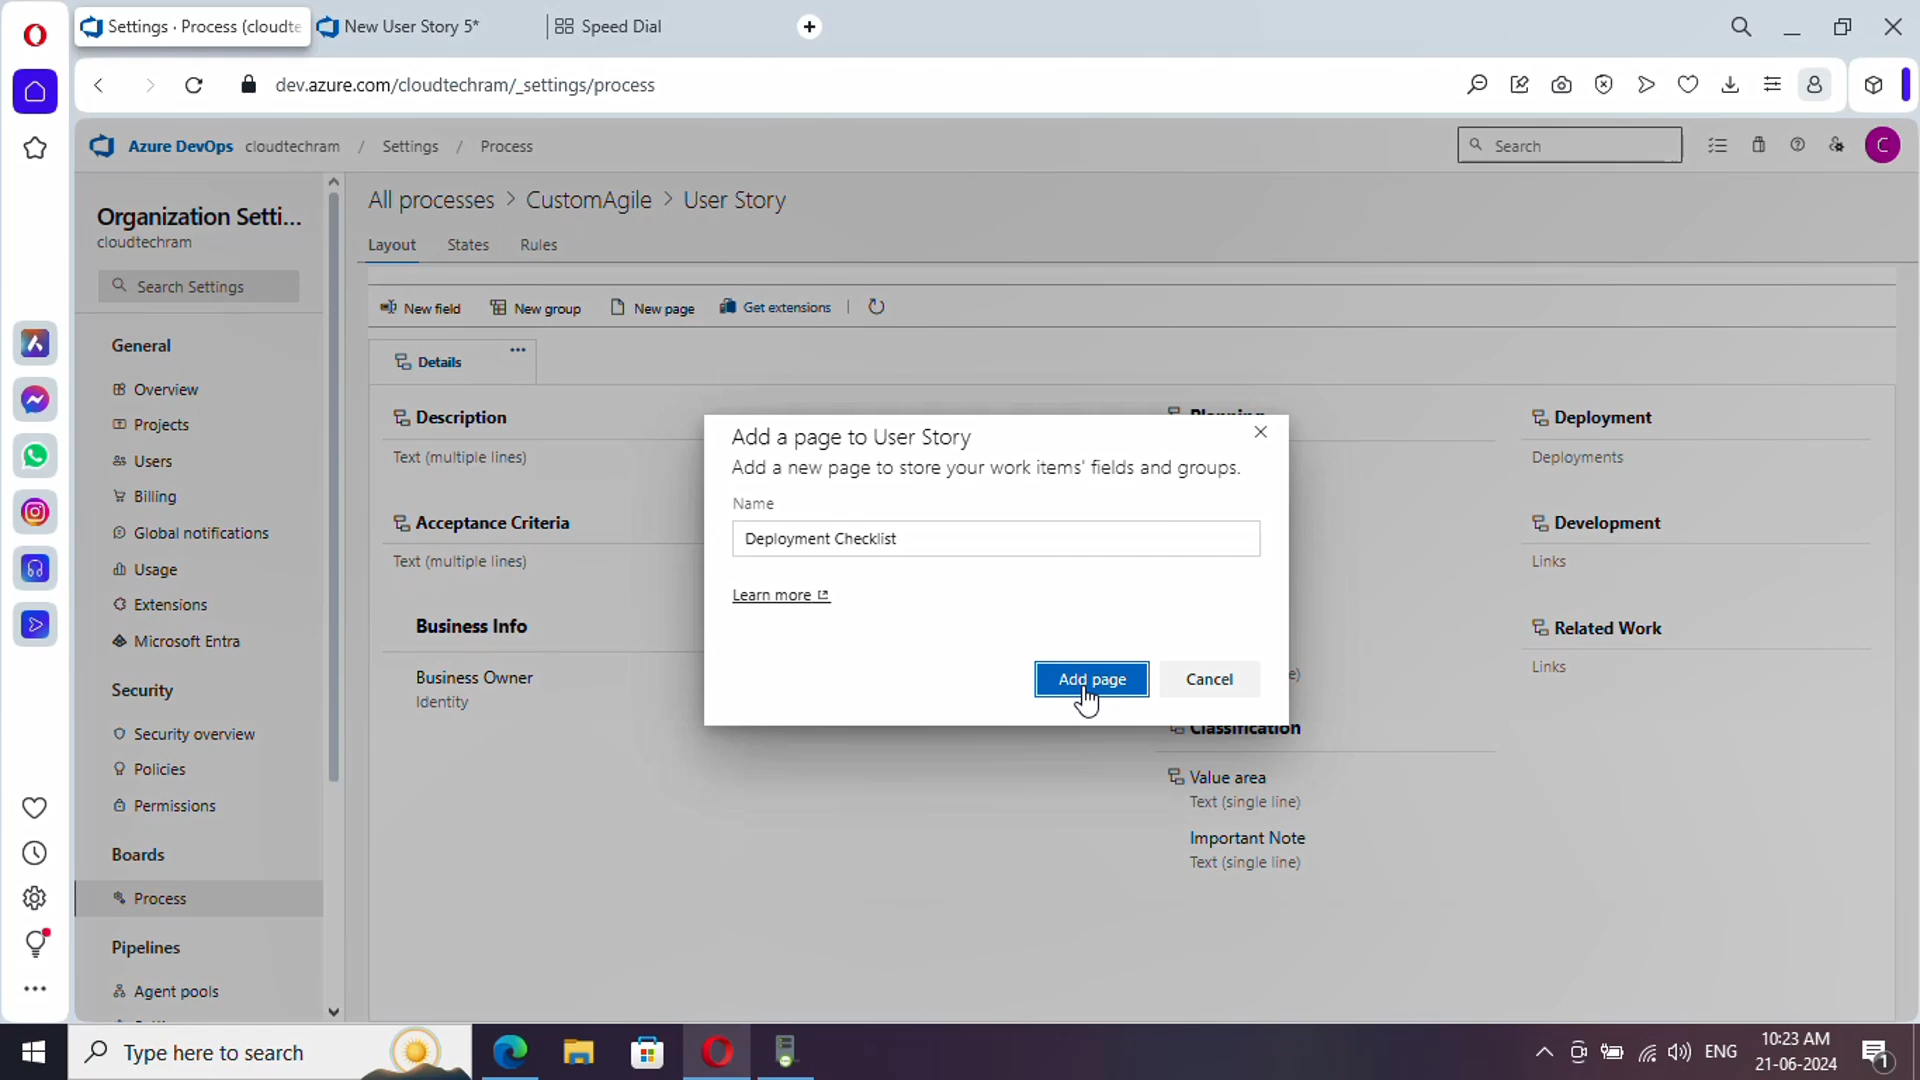 Settings · Process (cloudte
New User Story 5*
Speed Dial
dev.azure.com/cloudtechram/_settings/process
Azure DevOps cloudtechram / Settings / Process
Search
C
Organization Setti...
cloudtechram
Search Settings
General
Overview
Projects
Users
Billing
Global notifications
Usage
Extensions
Microsoft Entra
Security
Security overview
Policies
Permissions
Boards
Process
Pipelines
Agent pools
All processes > CustomAgile > User Story
Layout States Rules
New field New group New page Get extensions
Details
Description
Text (multiple lines)
Acceptance Criteria
Text (multiple lines)
Business Info
Business Owner
Identity
Add a page to User Story
Add a new page to store your work items' fields and groups.
Name
Deployment Checklist
Learn more
Add page Cancel
Classification
Value area
Text (single line)
Important Note
Text (single line)
Deployment
Deployments
Development
Links
Related Work
Links
Type here to search
ENG
10:23 AM
21-06-2024
1